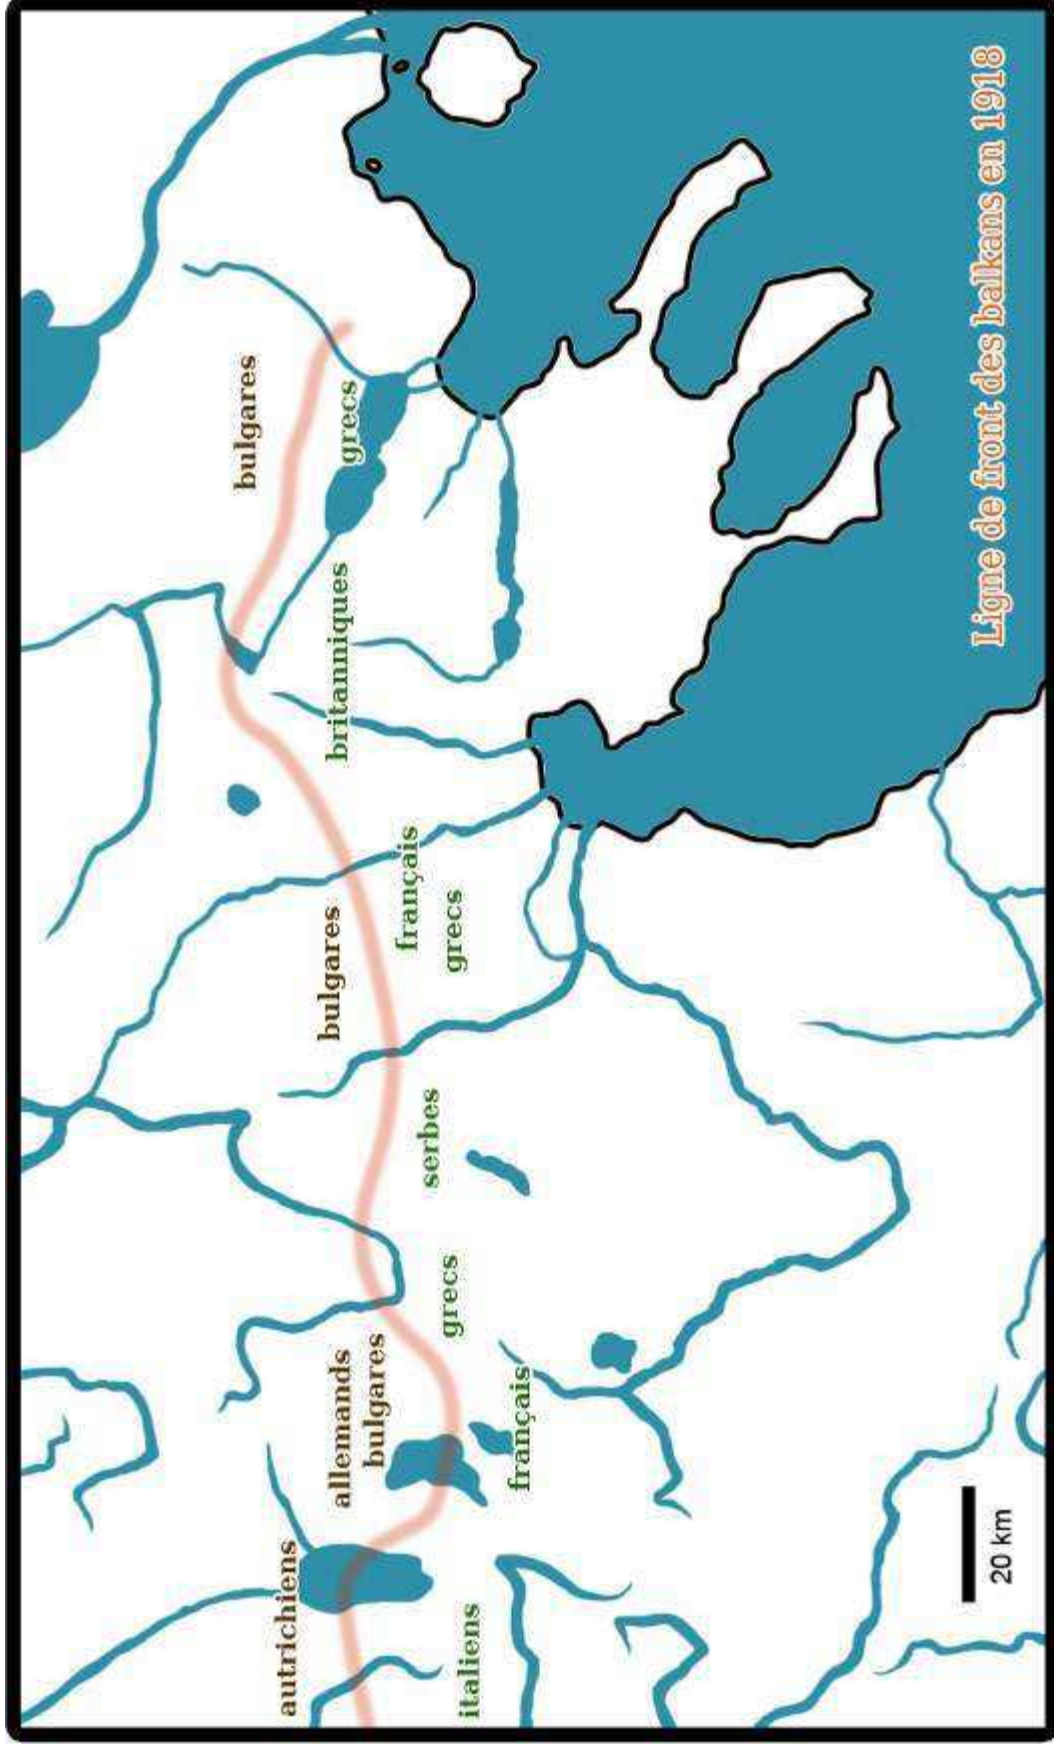 autrichiens
allemands
bulgares
bulgares
bulgares
italiens
français
grecs
serbes
français
grecs
britanniques
grecs
20 km
Ligne de front des balkans en 1918